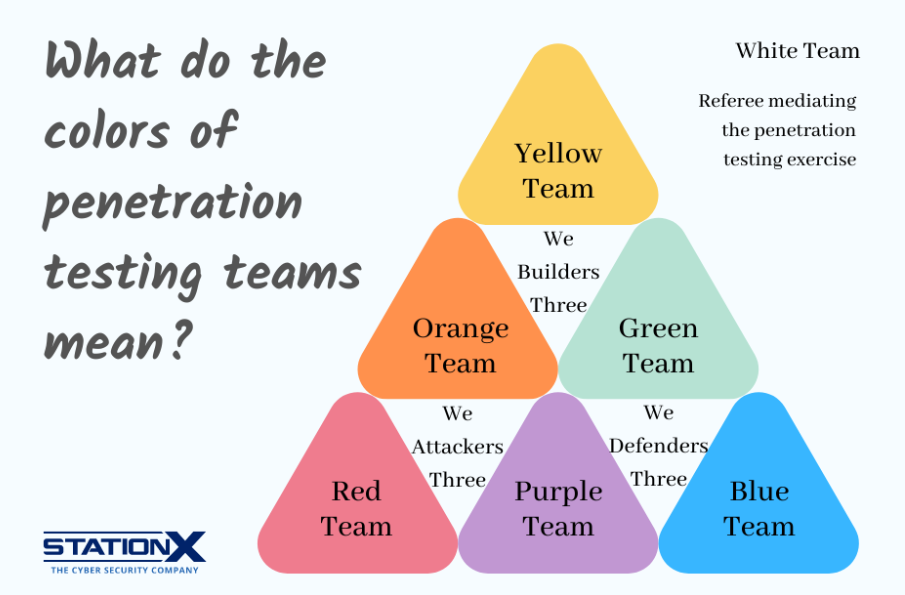 What do the
colors of
penetration
testing teams
mean?
White Team
Referee mediating
the penetration
testing exercise
Yellow
Team
We
Builders
Three
Orange
Team
Green
Team
We
Attackers
Three
We
Defenders
Three
Red
Team
Purple
Team
Blue
Team
STATIONX
THE CYBER SECURITY COMPANY